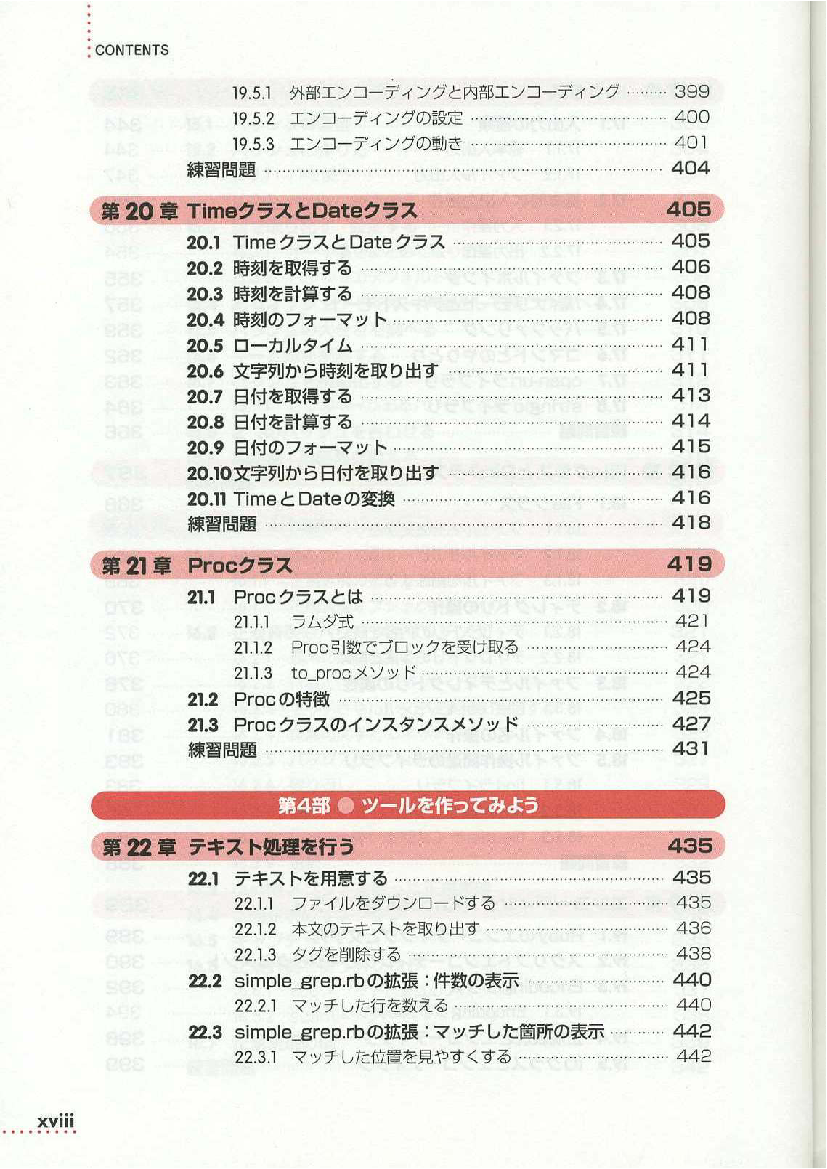 CONTENTS
19.5.1 外部エンコーディングと内部エンコーディング 399
19.5.2 エンコーディングの設定 400
19.5.3 エンコーディングの動き 401
練習問題 404
第20章 TimeクラスとDateクラス 405
20.1 TimeクラスとDateクラス 405
20.2 時刻を取得する 406
20.3 時刻を計算する 408
20.4 時刻のフォーマット 408
20.5 ローカルタイム 411
20.6 文字列から時刻を取り出す 411
20.7 日付を取得する 413
20.8 日付を計算する 414
20.9 日付のフォーマット 415
20.10文字列から日付を取り出す 416
20.11 TimeとDateの変換 416
練習問題 418
第21章 Procクラス 419
21.1 Procクラスとは 419
21.1.1 ラムダ式 421
21.1.2 Proc引数でブロックを受け取る 424
21.1.3 to_procメソッド 424
21.2 Procの特徴 425
21.3 Procクラスのインスタンスメソッド 427
練習問題 431
第4部 ● ツールを作ってみよう
第22章 テキスト処理を行う 435
22.1 テキストを用意する 435
22.1.1 ファイルをダウンロードする 435
22.1.2 本文のテキストを取り出す 436
22.1.3 タグを削除する 438
22.2 simple_grep.rbの拡張：件数の表示 440
22.2.1 マッチした行を数える 440
22.3 simple_grep.rbの拡張：マッチした箇所の表示 442
22.3.1 マッチした位置を見やすくする 442
xviii